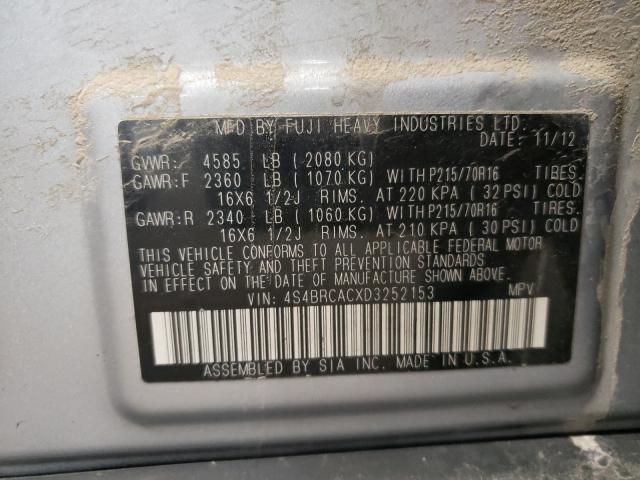 MFD BY FUJI HEAVY INDUSTRIES LTD.
DATE: 11/12
GVWR: 4585 LB ( 2080 KG)
GAWR:F 2360 LB ( 1070 KG) WITH P215/70R16 TIRES.
16X6 1/2J RIMS. AT 220 KPA ( 32 PSI) COLD
GAWR:R 2340 LB ( 1060 KG) WITH P215/70R16 TIRES.
16X6 1/2J RIMS. AT 210 KPA ( 30 PSI) COLD
THIS VEHICLE CONFORMS TO ALL APPLICABLE FEDERAL MOTOR
VEHICLE SAFETY AND THEFT PREVENTION STANDARDS
IN EFFECT ON THE DATE OF MANUFACTURE SHOWN ABOVE.
VIN: 4S4BRCACXD3252153 MPV
ASSEMBLED BY SIA INC. MADE IN U.S.A.